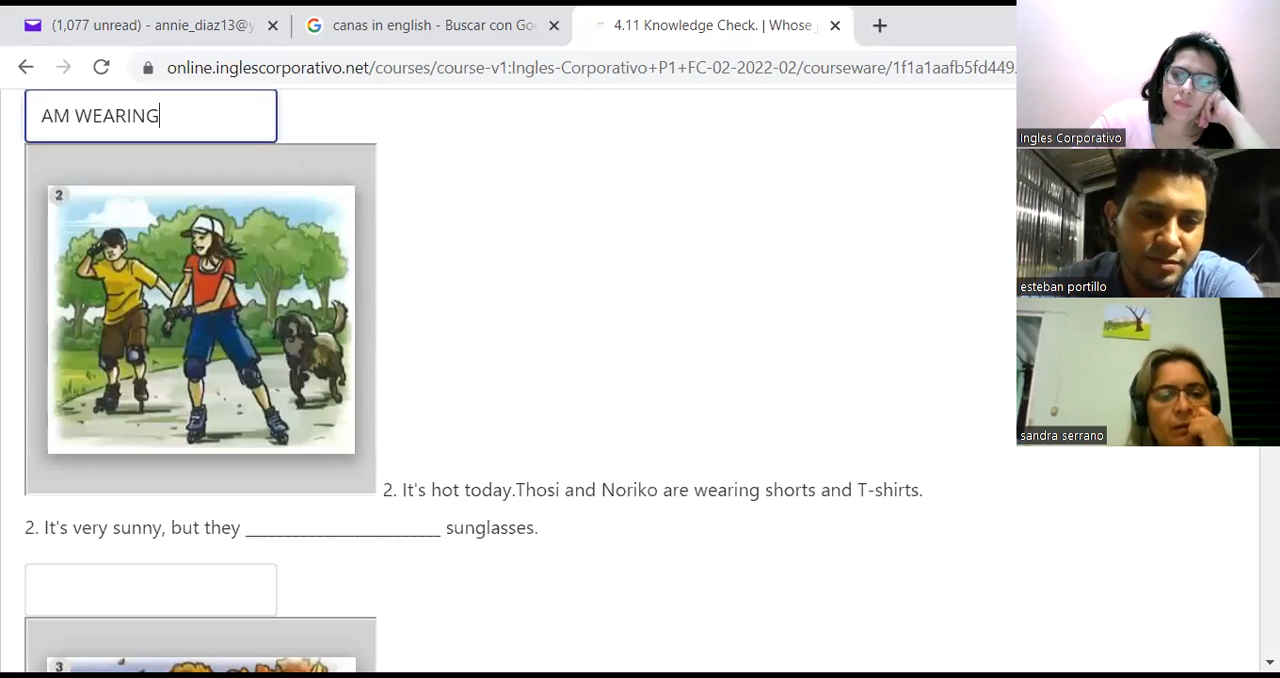 (1,077 unread) - annie_diaz13@y
canas in english - Buscar con Goo
4.11 Knowledge Check. | Whose
online.inglescorporativo.net/courses/course-v1:Ingles-Corporativo+P1+FC-02-2022-02/courseware/1f1a1aafb5fd449.
AM WEARING
Ingles Corporativo
2
esteban portillo
sandra serrano
2. It's hot today.Thosi and Noriko are wearing shorts and T-shirts.
2. It's very sunny, but they _________________________ sunglasses.
3